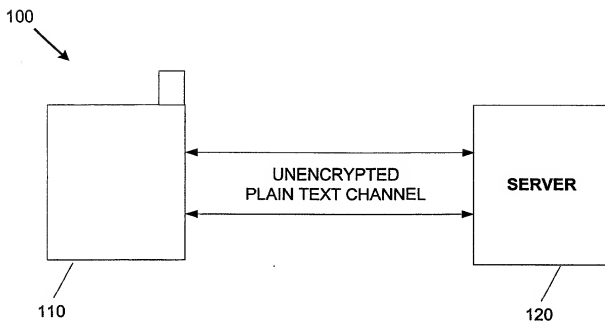 100
UNENCRYPTED
PLAIN TEXT CHANNEL
SERVER
110
120